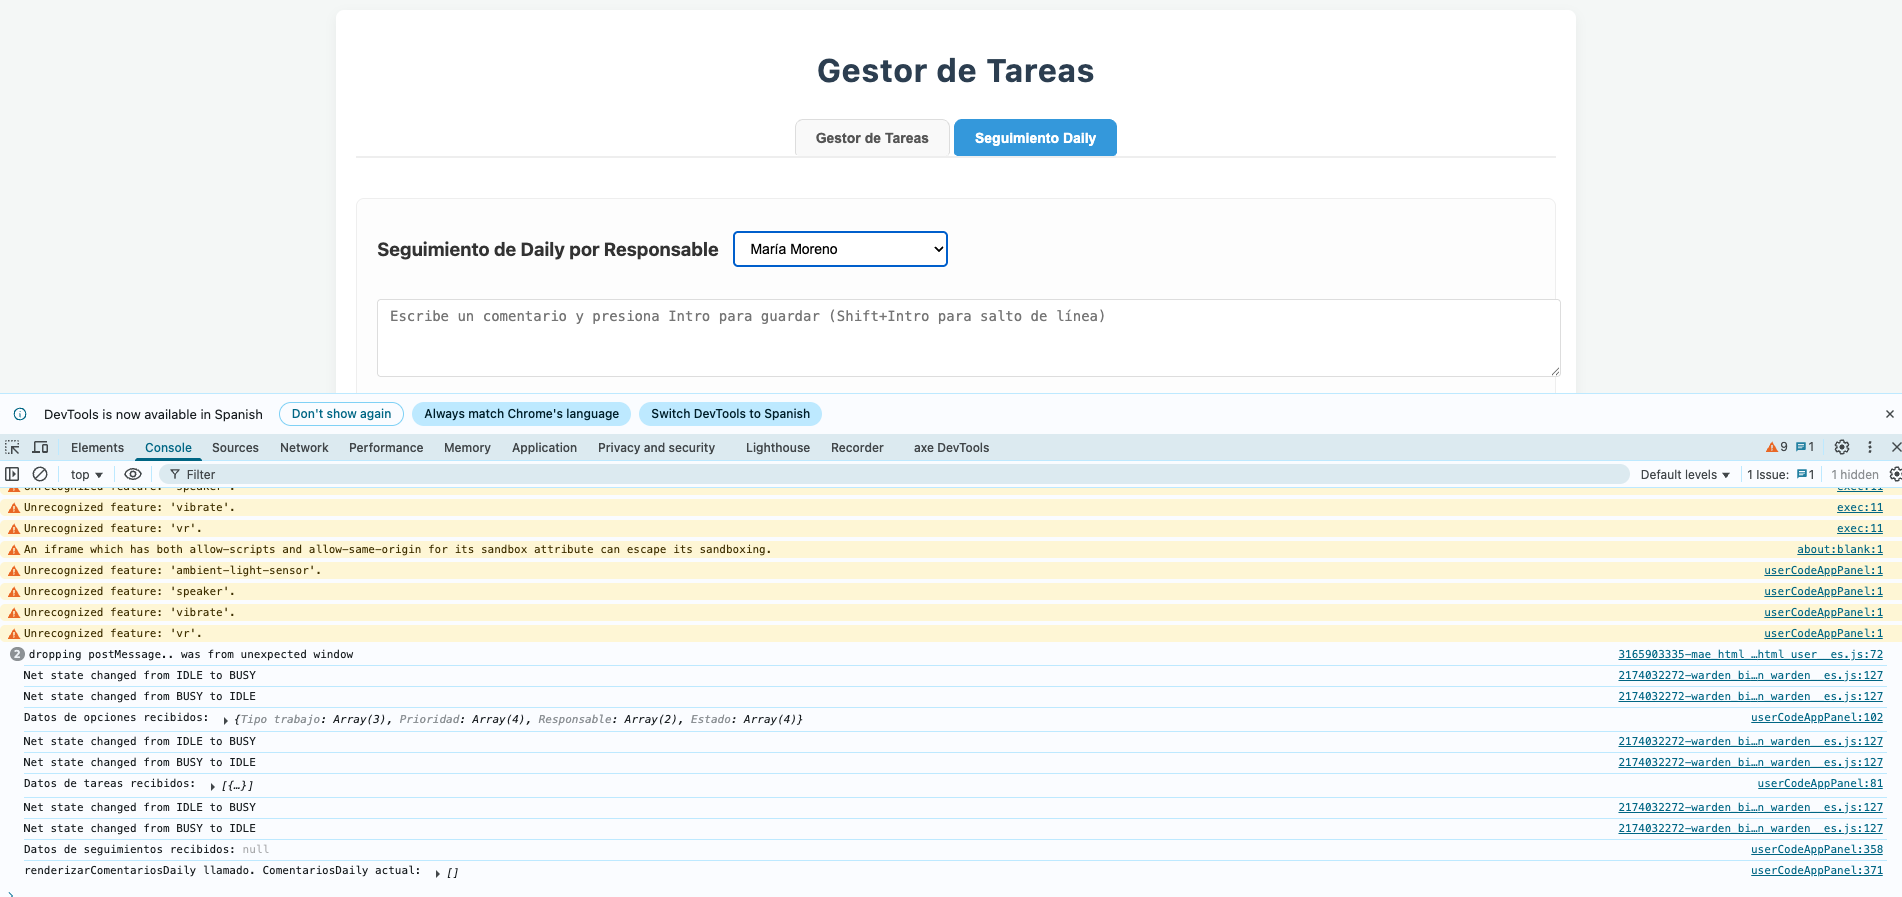 Gestor de Tareas
Gestor de Tareas Seguimiento Daily
Seguimiento de Daily por Responsable María Moreno
Escribe un comentario y presiona Intro para guardar (Shift+Intro para salto de línea)
DevTools is now available in Spanish Don't show again Always match Chrome's language Switch DevTools to Spanish
Elements Console Sources Network Performance Memory Application Privacy and security Lighthouse Recorder axe DevTools 9 1
top Filter Default levels 1 Issue: 1 1 hidden
Unrecognized feature: 'speaker'. exec:11
Unrecognized feature: 'vibrate'. exec:11
Unrecognized feature: 'vr'. exec:11
An iframe which has both allow-scripts and allow-same-origin for its sandbox attribute can escape its sandboxing. about:blank:1
Unrecognized feature: 'ambient-light-sensor'. userCodeAppPanel:1
Unrecognized feature: 'speaker'. userCodeAppPanel:1
Unrecognized feature: 'vibrate'. userCodeAppPanel:1
Unrecognized feature: 'vr'. userCodeAppPanel:1
2 dropping postMessage.. was from unexpected window 3165903335-mae_html_…html_user__es.js:72
Net state changed from IDLE to BUSY 2174032272-warden_bi…n_warden__es.js:127
Net state changed from BUSY to IDLE 2174032272-warden_bi…n_warden__es.js:127
Datos de opciones recibidos: {Tipo trabajo: Array(3), Prioridad: Array(4), Responsable: Array(2), Estado: Array(4)} userCodeAppPanel:102
Net state changed from IDLE to BUSY 2174032272-warden_bi…n_warden__es.js:127
Net state changed from BUSY to IDLE 2174032272-warden_bi…n_warden__es.js:127
Datos de tareas recibidos: [{…}] userCodeAppPanel:81
Net state changed from IDLE to BUSY 2174032272-warden_bi…n_warden__es.js:127
Net state changed from BUSY to IDLE 2174032272-warden_bi…n_warden__es.js:127
Datos de seguimientos recibidos: null userCodeAppPanel:358
renderizarComentariosDaily llamado. ComentariosDaily actual: [] userCodeAppPanel:371